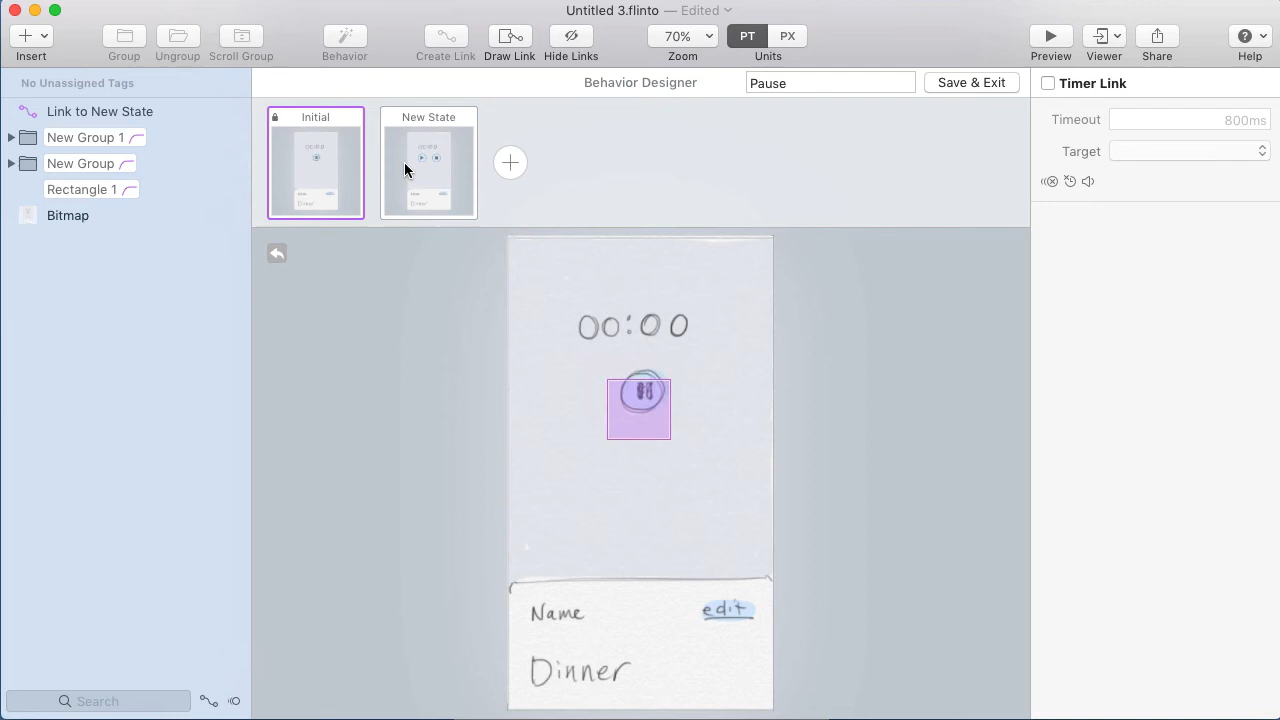 Untitled 3.flinto — Edited
Insert Group Ungroup Scroll Group Behavior Create Link Draw Link Hide Links 70% Zoom PT PX Units Preview Viewer Share Help
No Unassigned Tags
Behavior Designer Pause Save & Exit
Timer Link
Link to New State
New Group 1
New Group
Rectangle 1
Bitmap
Initial New State
Timeout 800ms
Target
00:00
Name edit
Dinner
Search